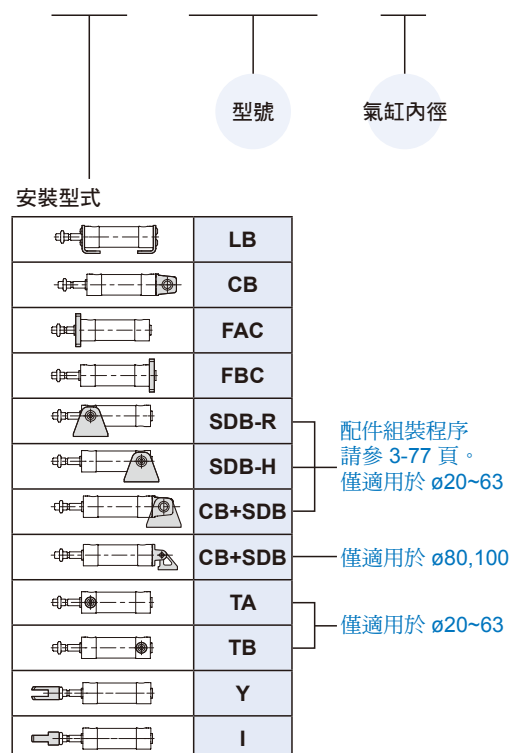 型號
氣缸內徑
安裝型式
LB
CB
FAC
FBC
SDB-R
SDB-H
CB+SDB
配件組裝程序
請參 3-77 頁。
僅適用於 ø20~63
CB+SDB
僅適用於 ø80,100
TA
TB
僅適用於 ø20~63
Y
I